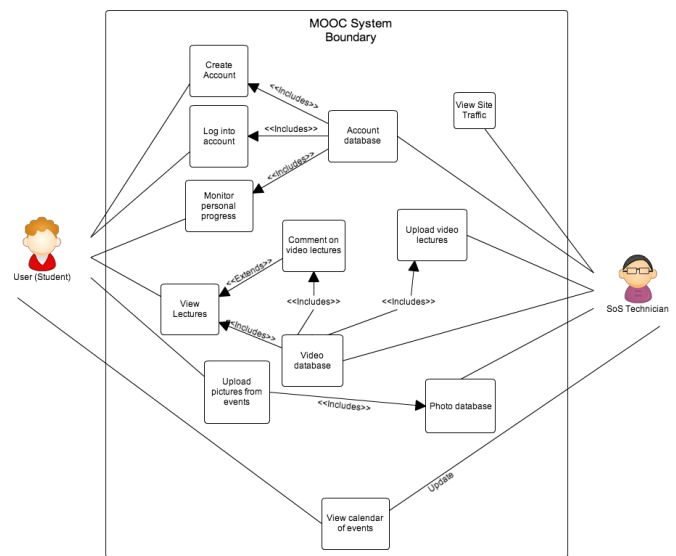 MOOC System
Boundary
Create
Account
<<Includes>>
View Site
Traffic
Log into
account
<<Includes>>
Account
database
<<Includes>>
Monitor
personal
progress
Comment on
video lectures
Upload video
lectures
User (Student)
<<Extends>>
View
Lectures
<<Includes>>
<<Includes>>
SoS Technician
<<Includes>>
Video
database
Upload
pictures from
events
<<Includes>>
Photo database
Update
View calendar
of events